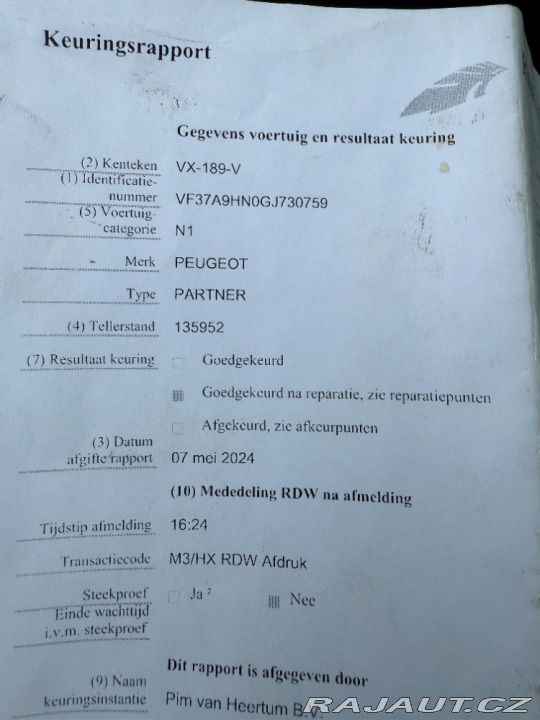 Keuringsrapport
Gegevens voertuig en resultaat keuring
(2) Kenteken VX-189-V
(1) Identificatie-
nummer VF37A9HN0GJ730759
(5) Voertuig-
categorie N1
Merk PEUGEOT
Type PARTNER
(4) Tellerstand 135952
(7) Resultaat keuring Goedgekeurd
Goedgekeurd na reparatie, zie reparatiepunten
Afgekeurd, zie afkeurpunten
(3) Datum
afgifte rapport 07 mei 2024
(10) Mededeling RDW na afmelding
Tijdstip afmelding 16:24
Transactiecode M3/HX RDW Afdruk
Steekproef Ja ² Nee
Einde wachttijd
i.v.m. steekproef
Dit rapport is afgegeven door
(9) Naam
keuringsinstantie Pim van Heertum B.V.
RAJAUT.CZ